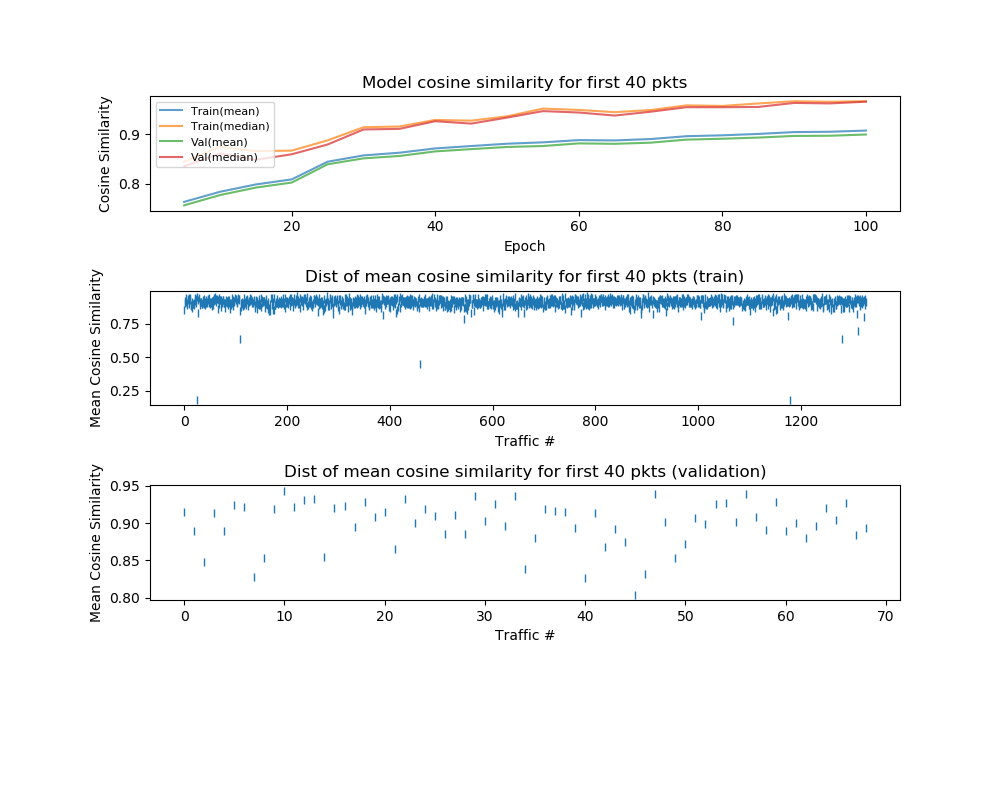 Model cosine similarity for first 40 pkts
Cosine Similarity
0.9
0.8
Train(mean)
Train(median)
Val(mean)
Val(median)
20 40 60 80 100
Epoch
Dist of mean cosine similarity for first 40 pkts (train)
Mean Cosine Similarity
0.75
0.50
0.25
0 200 400 600 800 1000 1200
Traffic #
Dist of mean cosine similarity for first 40 pkts (validation)
Mean Cosine Similarity
0.95
0.90
0.85
0.80
0 10 20 30 40 50 60 70
Traffic #